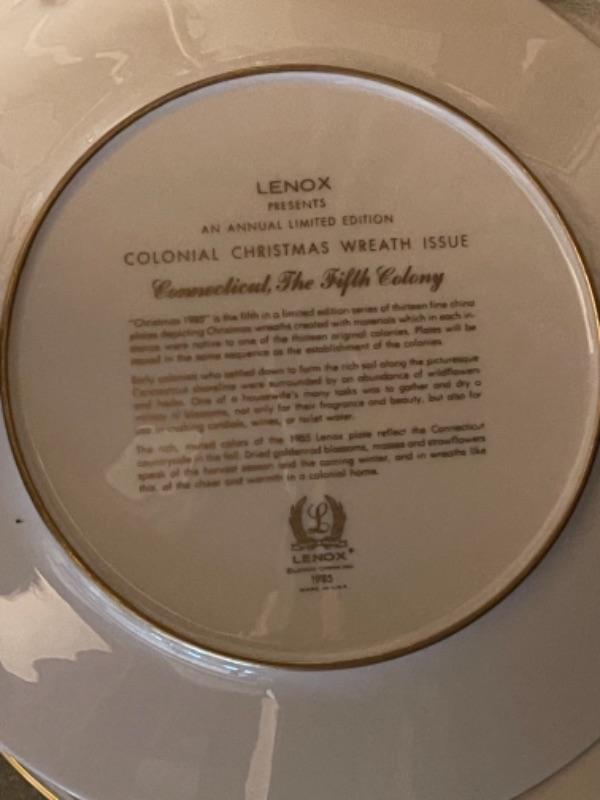 LENOX
PRESENTS
AN ANNUAL LIMITED EDITION
COLONIAL CHRISTMAS WREATH ISSUE
Connecticut, The Fifth Colony
"Christmas 1985" is the fifth in a limited edition series of thirteen fine china
plates depicting Christmas wreaths created with materials which in each in-
stance were native to one of the thirteen original colonies. Plates will be
issued in the same sequence as the establishment of the colonies.
Early colonists who settled down to farm the rich soil along the picturesque
Connecticut shoreline were surrounded by an abundance of wildflowers
and herbs. One of a housewife's many tasks was to gather and dry a
variety of blossoms, not only for their fragrance and beauty, but also for
use in making cordials, wines, or toilet water.
The rich, muted colors of the 1985 Lenox plate reflect the Connecticut
countryside in the fall. Dried goldenrod blossoms, mosses and strawflowers
speak of the harvest season and the coming winter, and in wreaths like
this, of the cheer and warmth in a colonial home.
L
LENOX®
©LENOX CHINA INC.
1985
MADE IN U.S.A.